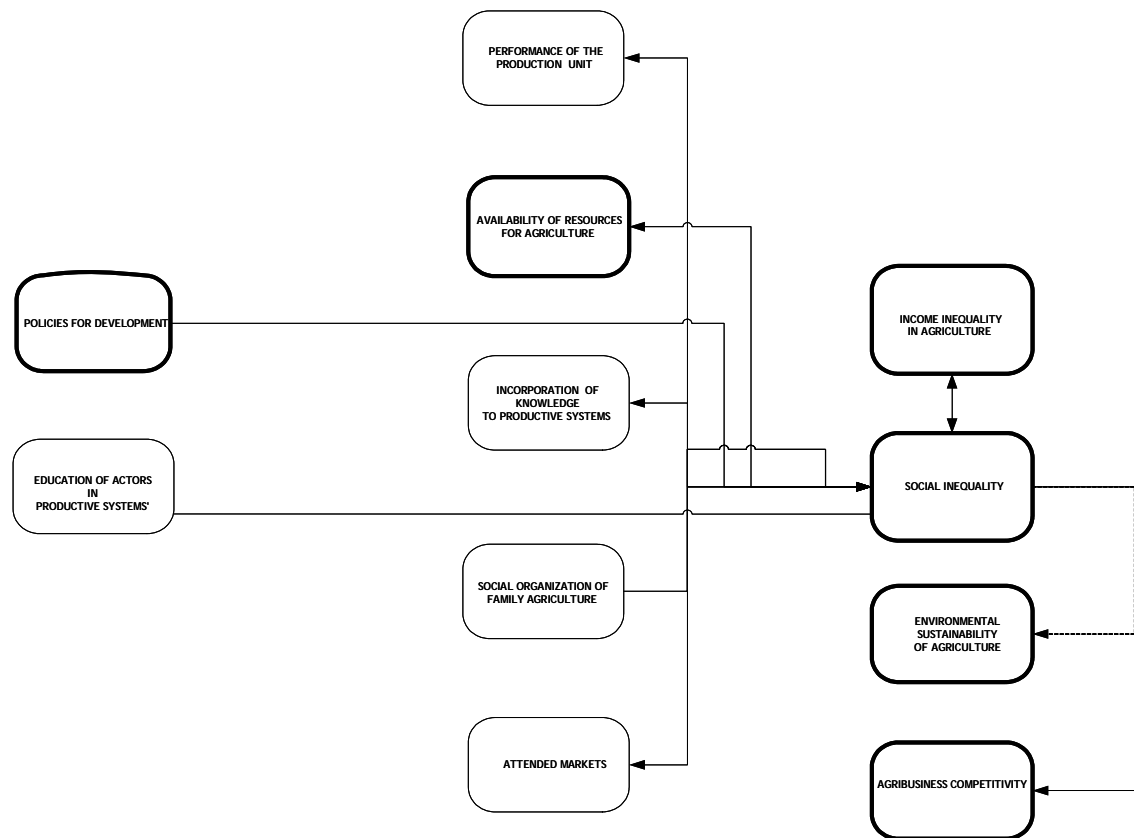 PERFORMANCE OF THE
PRODUCTION UNIT
AVAILABILITY OF RESOURCES
FOR AGRICULTURE
POLICIES FOR DEVELOPMENT
INCOME INEQUALITY
IN AGRICULTURE
INCORPORATION OF
KNOWLEDGE
TO PRODUCTIVE SYSTEMS
EDUCATION OF ACTORS
IN
PRODUCTIVE SYSTEMS'
SOCIAL INEQUALITY
SOCIAL ORGANIZATION OF
FAMILY AGRICULTURE
ENVIRONMENTAL
SUSTAINABILITY
OF AGRICULTURE
ATTENDED MARKETS
AGRIBUSINESS COMPETITIVITY